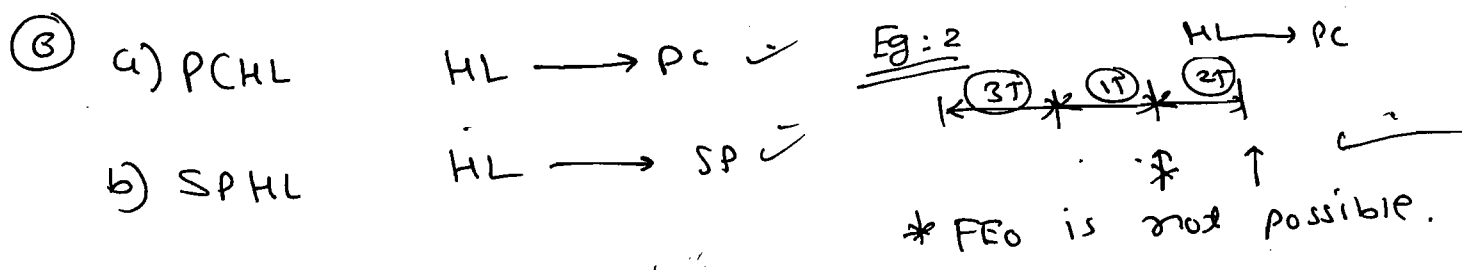 ③ a) PCHL HL → PC ✓ Eg: 2 HL → PC
3T 1T 2T
b) SPHL HL → SP ✓
* FEO is not possible.